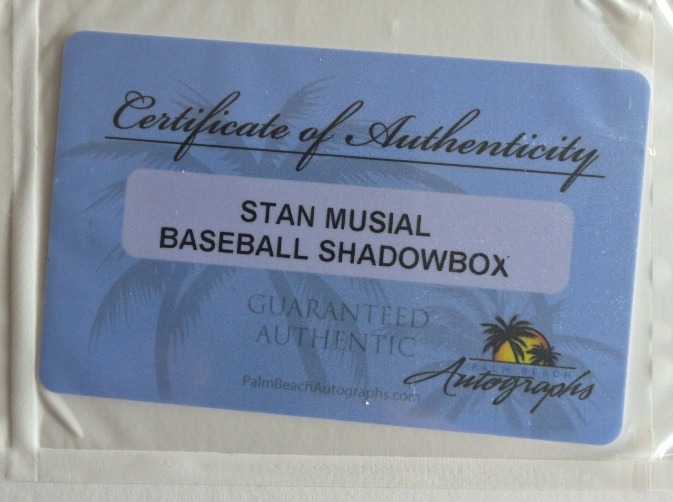 Certificate of Authenticity
STAN MUSIAL
BASEBALL SHADOWBOX
GUARANTEED
AUTHENTIC
PalmBeachAutographs.com
PALM BEACH
Autographs